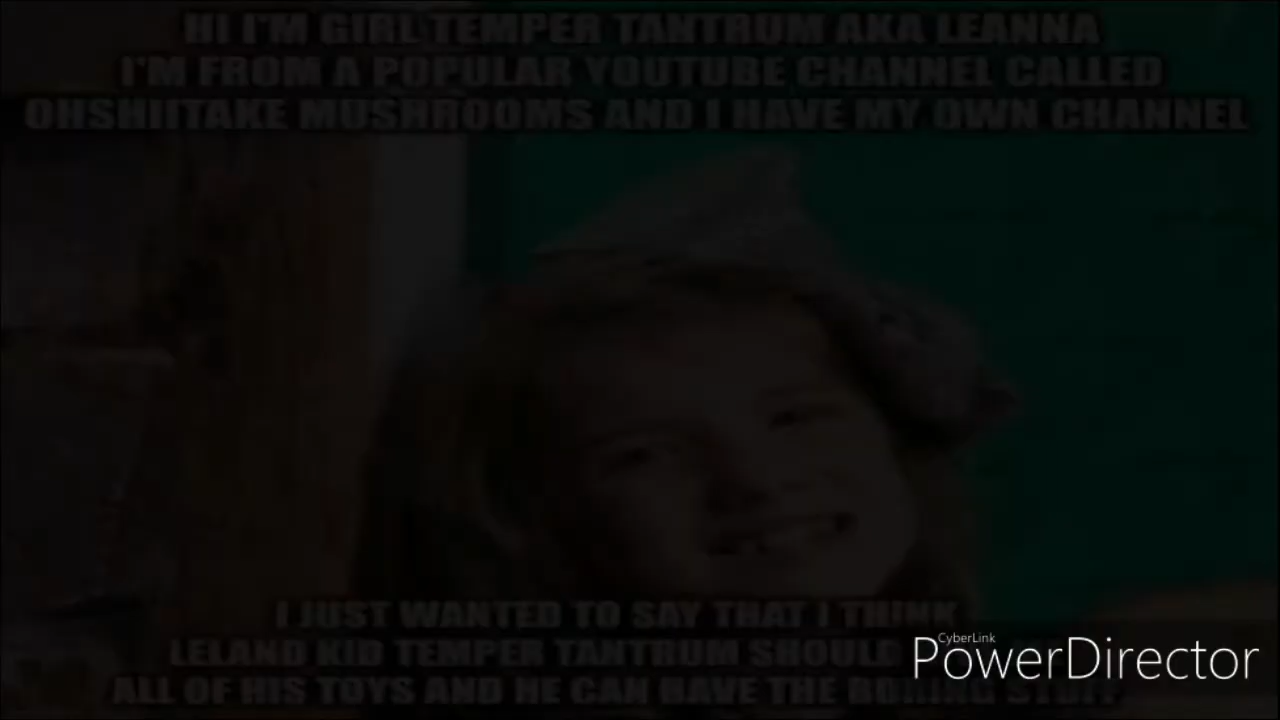 HI I'M GIRL TEMPER TANTRUM AKA LEANNA
I'M FROM A POPULAR YOUTUBE CHANNEL CALLED
OHSHIITAKE MUSHROOMS AND I HAVE MY OWN CHANNEL
I JUST WANTED TO SAY THAT I THINK
LELAND KID TEMPER TANTRUM SHOULD
ALL OF HIS TOYS AND HE CAN HAVE THE BORING STUFF
CyberLink
PowerDirector